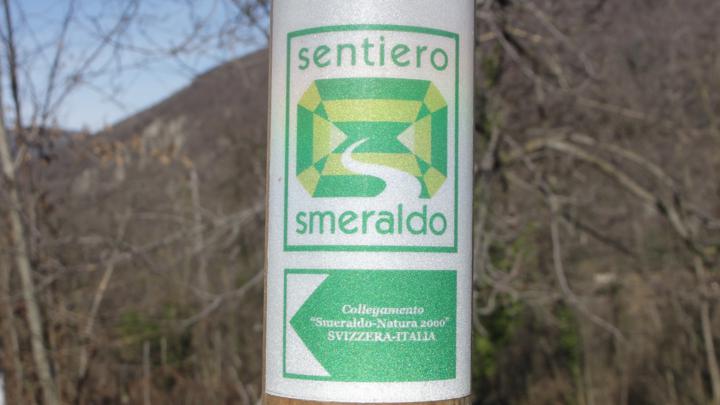 sentiero
smeraldo
Collegamento
"Smeraldo-Natura 2000"
SVIZZERA-ITALIA